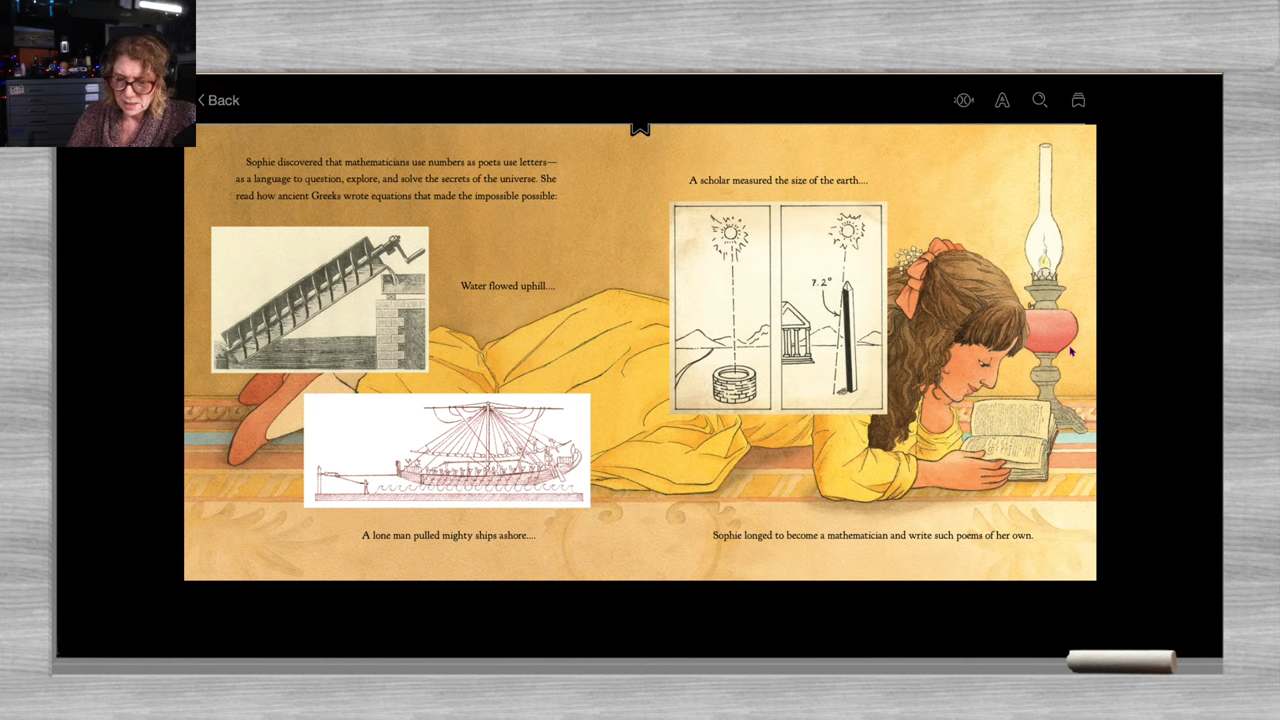 Back
Sophie discovered that mathematicians use numbers as poets use letters—
as a language to question, explore, and solve the secrets of the universe. She
read how ancient Greeks wrote equations that made the impossible possible:
Water flowed uphill....
A lone man pulled mighty ships ashore....
A scholar measured the size of the earth....
7.2°
Sophie longed to become a mathematician and write such poems of her own.